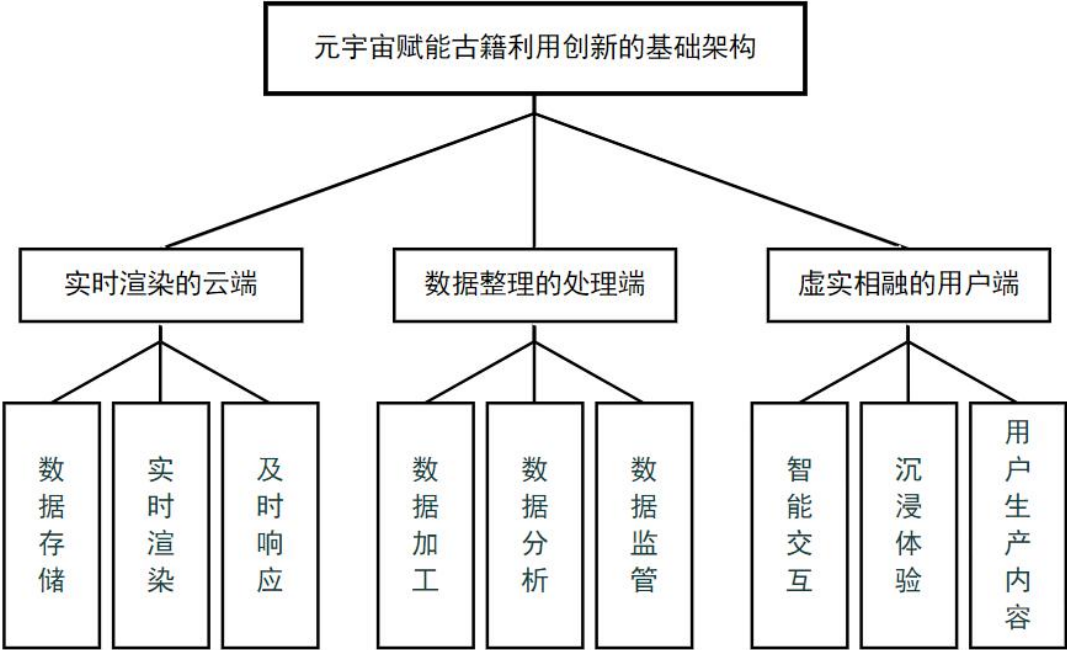 元宇宙赋能古籍利用创新的基础架构
实时渲染的云端
数据整理的处理端
虚实相融的用户端
数据存储
实时渲染
及时响应
数据加工
数据分析
数据监管
智能交互
沉浸体验
用户生产内容